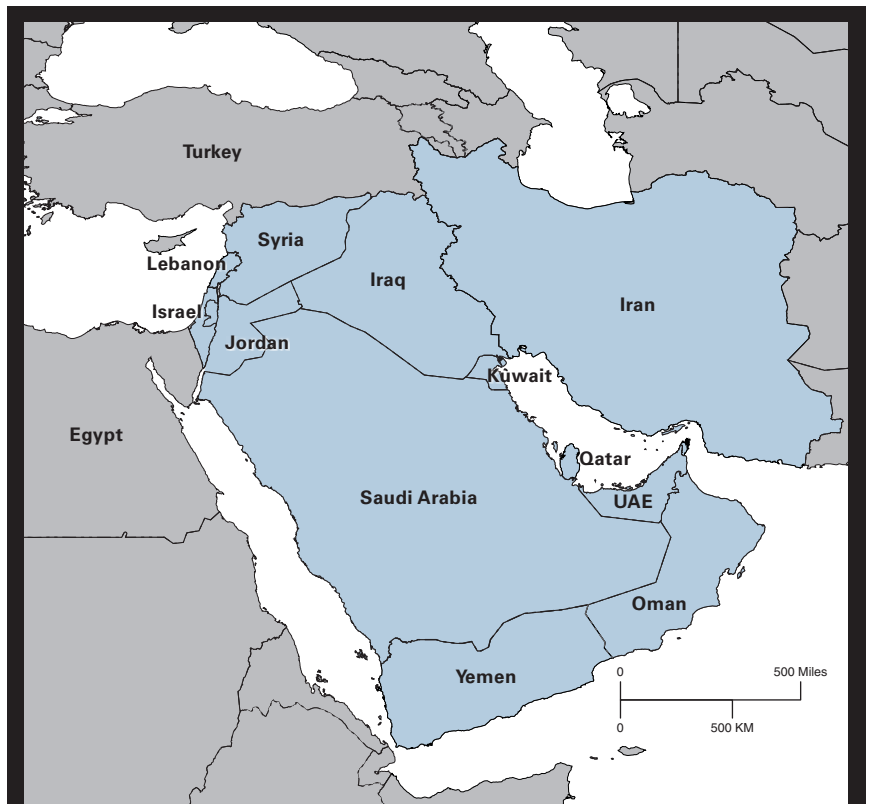 Turkey
Syria
Lebanon
Iraq
Iran
Israel
Jordan
Kuwait
Egypt
Qatar
Saudi Arabia
UAE
Oman
Yemen
0 500 Miles
0 500 KM